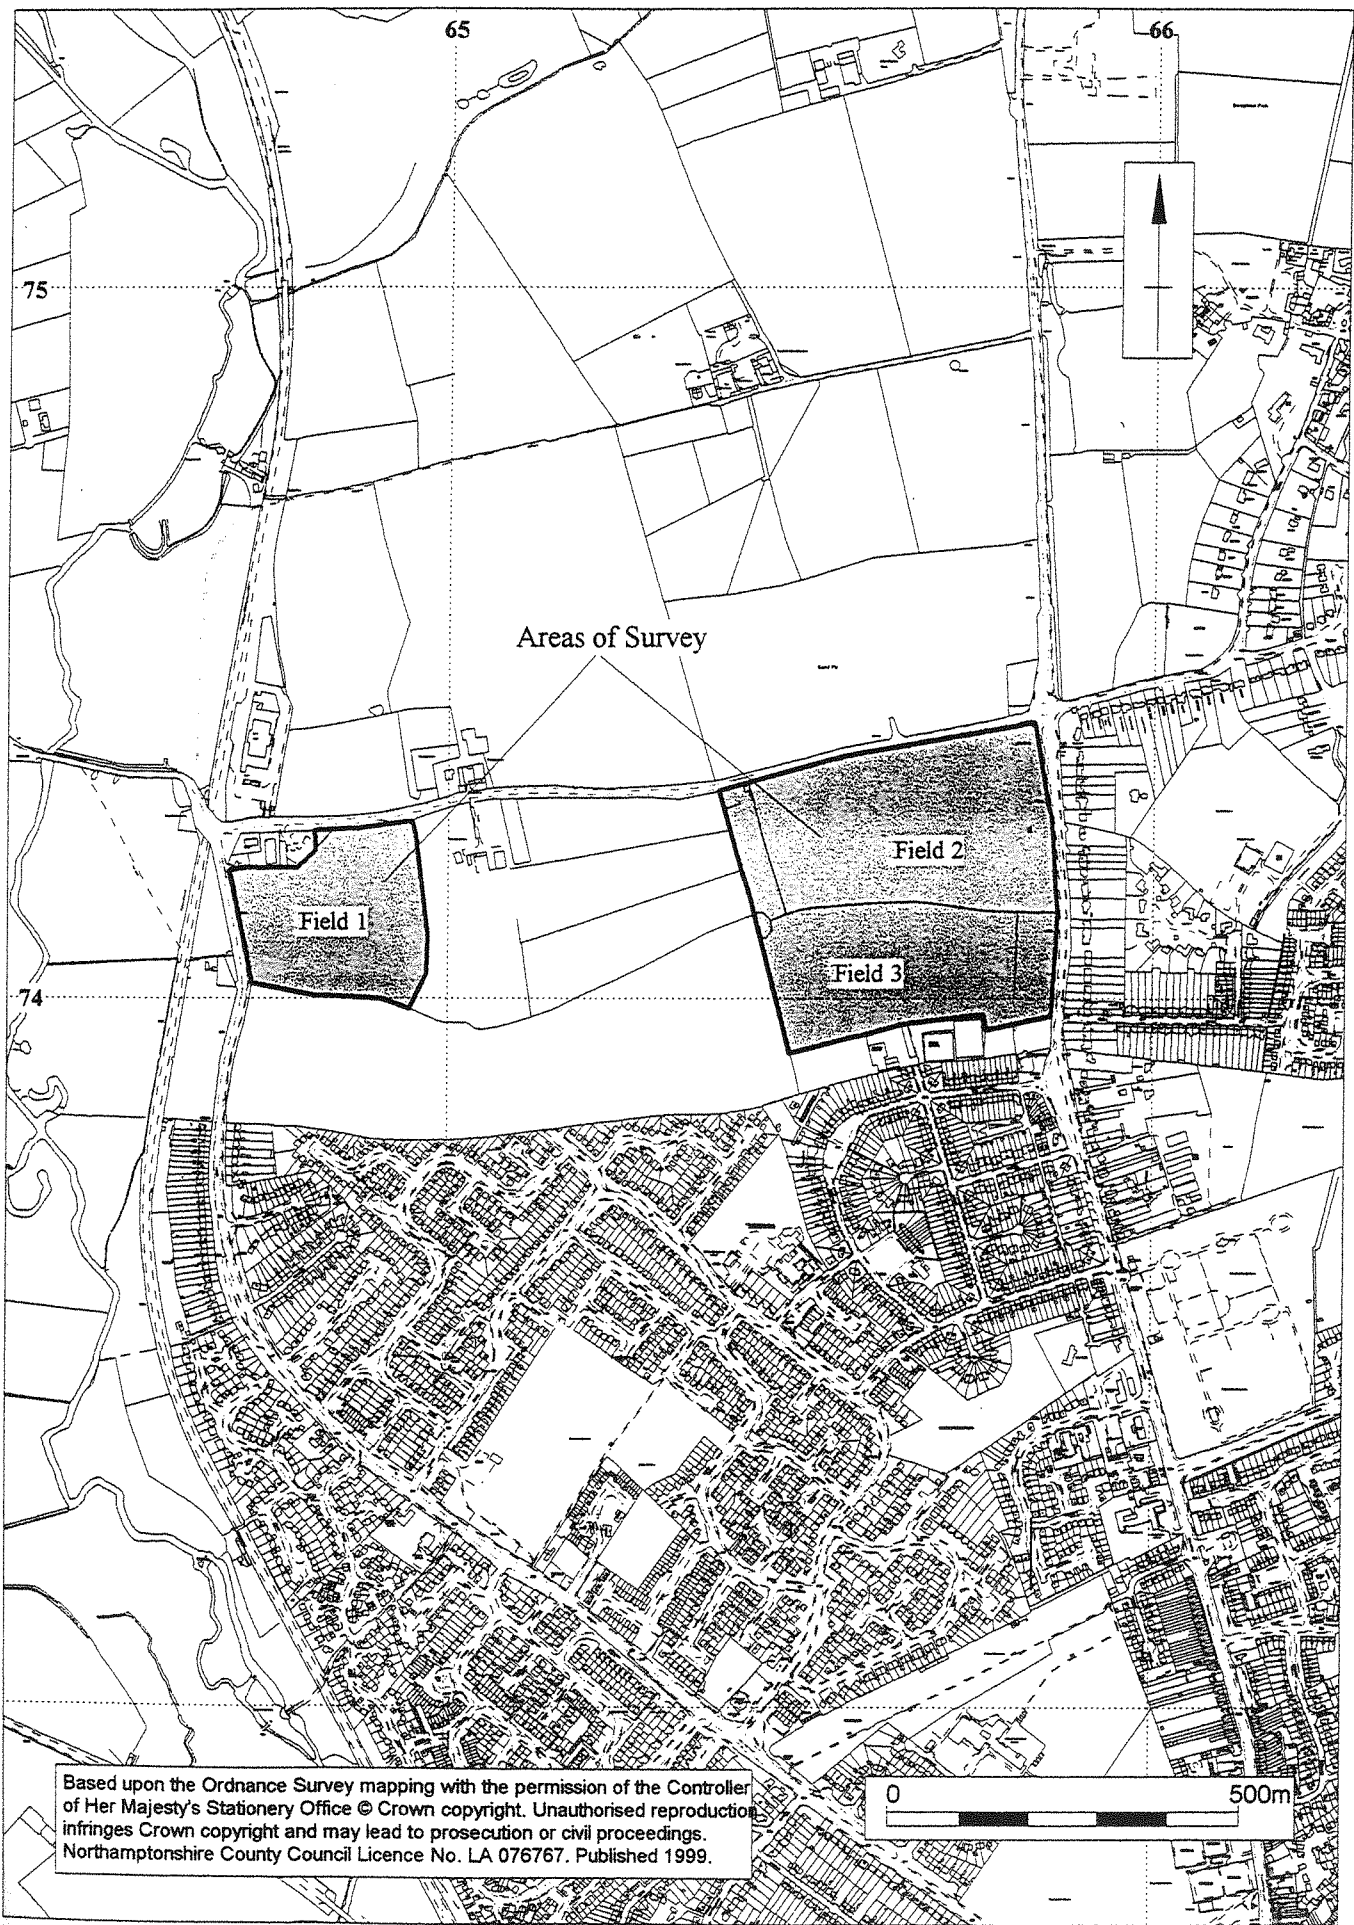 65
66
75
Areas of Survey
Field 2
Field 1
Field 3
74
Based upon the Ordnance Survey mapping with the permission of the Controller
of Her Majesty's Stationery Office © Crown copyright. Unauthorised reproduction
infringes Crown copyright and may lead to prosecution or civil proceedings.
Northamptonshire County Council Licence No. LA 076767. Published 1999.
0 500m